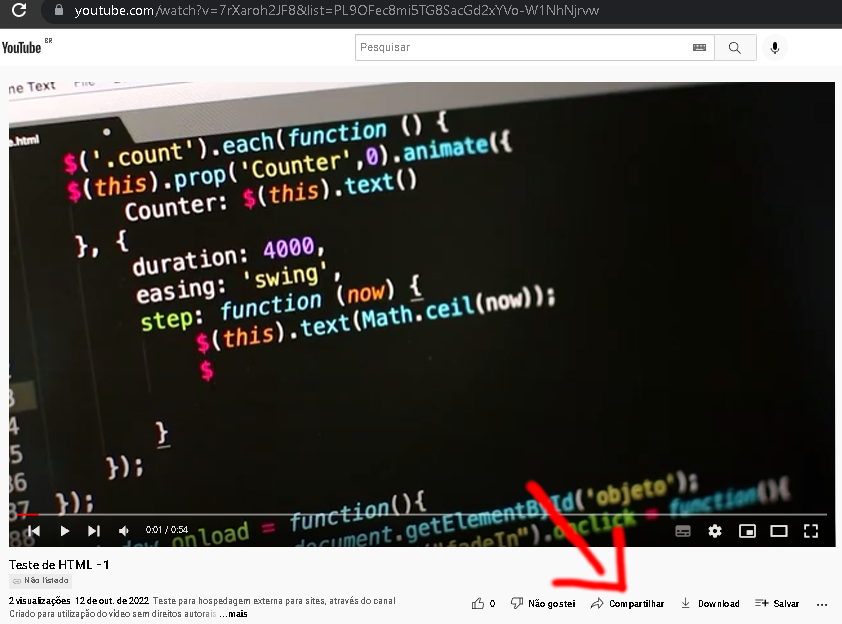 youtube.com/watch?v=7rXaroh2JF8&list=PL9OFec8mi5TG8SacGd2xYVo-W1NhNjrvw
YouTube BR
Pesquisar
me Text File
e.html
$('.count').each(function () {
$(this).prop('Counter',0).animate({
Counter: $(this).text()
}, {
duration: 4000,
easing: 'swing',
step: function (now) {
$(this).text(Math.ceil(now));
$
}
});
});
onload = function(){
document.getElementById('objeto');
"fadeIn").onclick = function(){
3
4
5
36
37
38
0:01 / 0:54
Teste de HTML - 1
Não listado
2 visualizações 12 de out. de 2022 Teste para hospedagem externa para sites, através do canal
Criado para utilização do vídeo sem direitos autorais ...mais
0 Não gostei Compartilhar Download Salvar ...